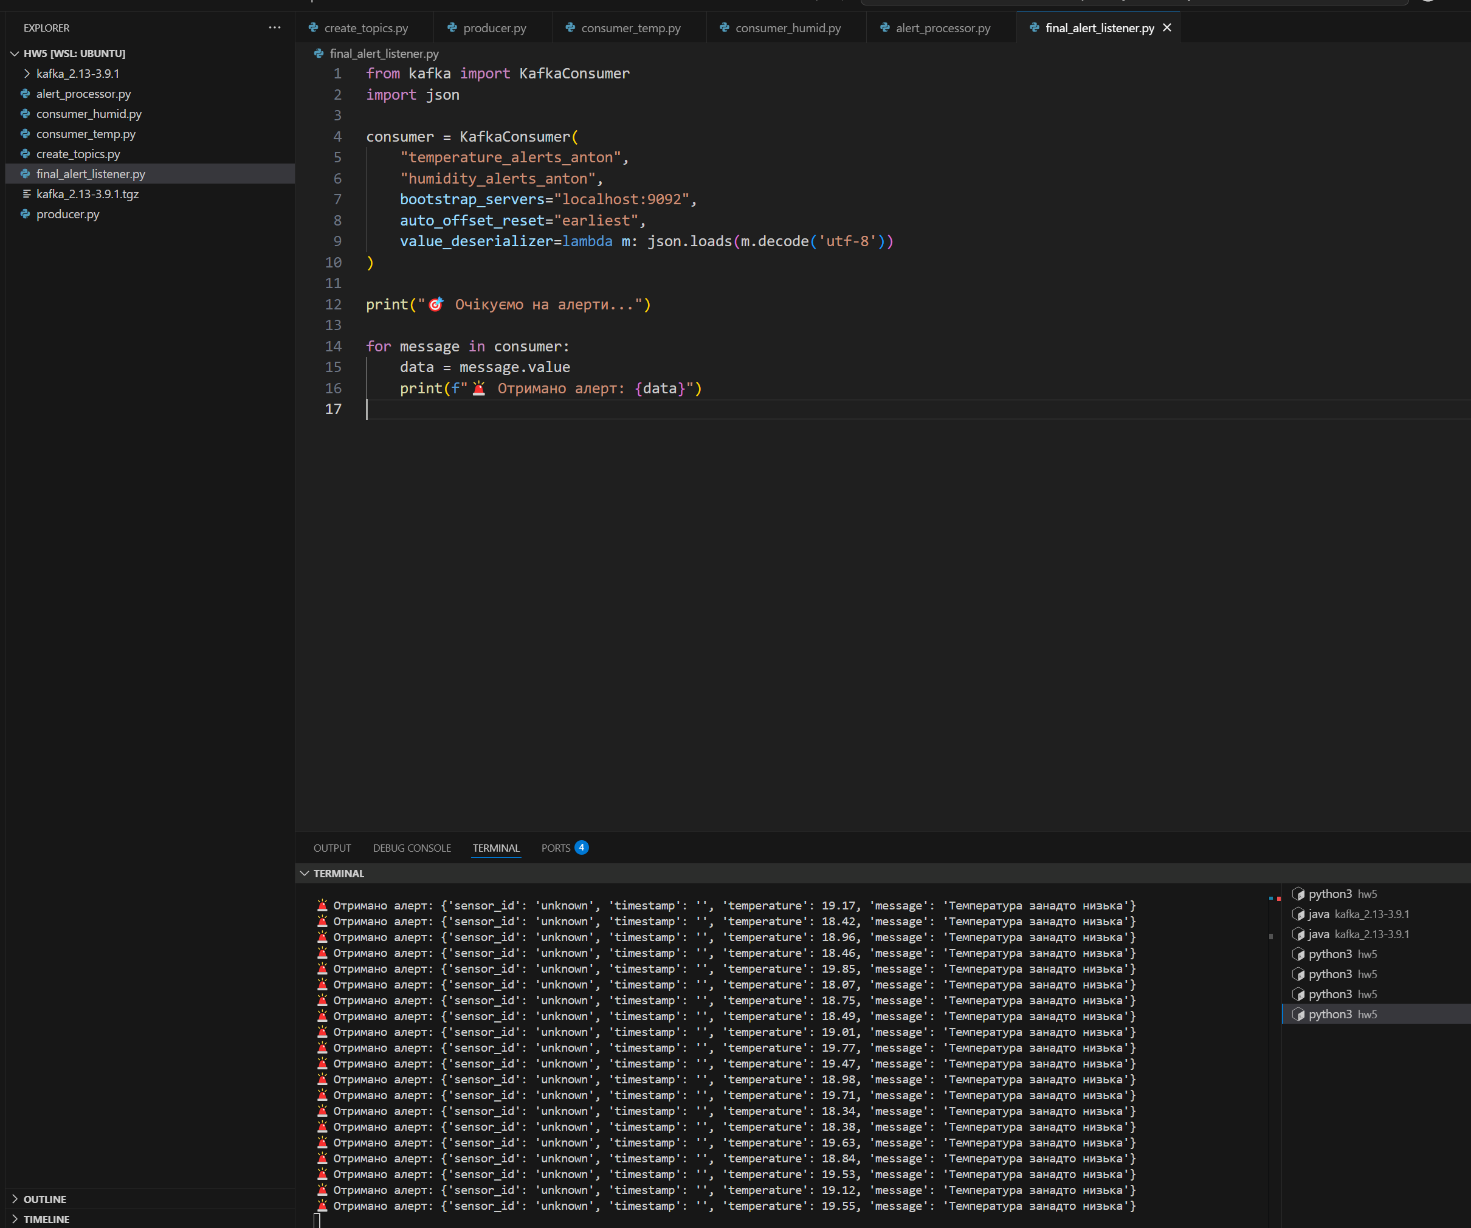 EXPLORER
HW5 [WSL: UBUNTU]
kafka_2.13-3.9.1
alert_processor.py
consumer_humid.py
consumer_temp.py
create_topics.py
final_alert_listener.py
kafka_2.13-3.9.1.tgz
producer.py
OUTLINE
TIMELINE
create_topics.py producer.py consumer_temp.py consumer_humid.py alert_processor.py final_alert_listener.py
final_alert_listener.py
1 from kafka import KafkaConsumer
2 import json
3
4 consumer = KafkaConsumer(
5 "temperature_alerts_anton",
6 "humidity_alerts_anton",
7 bootstrap_servers="localhost:9092",
8 auto_offset_reset="earliest",
9 value_deserializer=lambda m: json.loads(m.decode('utf-8'))
10 )
11
12 print("🎯 Очікуємо на алерти...")
13
14 for message in consumer:
15 data = message.value
16 print(f"🚨 Отримано алерт: {data}")
17
OUTPUT DEBUG CONSOLE TERMINAL PORTS 4
TERMINAL
🚨 Отримано алерт: {'sensor_id': 'unknown', 'timestamp': '', 'temperature': 19.17, 'message': 'Температура занадто низька'}
🚨 Отримано алерт: {'sensor_id': 'unknown', 'timestamp': '', 'temperature': 18.42, 'message': 'Температура занадто низька'}
🚨 Отримано алерт: {'sensor_id': 'unknown', 'timestamp': '', 'temperature': 18.96, 'message': 'Температура занадто низька'}
🚨 Отримано алерт: {'sensor_id': 'unknown', 'timestamp': '', 'temperature': 18.46, 'message': 'Температура занадто низька'}
🚨 Отримано алерт: {'sensor_id': 'unknown', 'timestamp': '', 'temperature': 19.85, 'message': 'Температура занадто низька'}
🚨 Отримано алерт: {'sensor_id': 'unknown', 'timestamp': '', 'temperature': 18.07, 'message': 'Температура занадто низька'}
🚨 Отримано алерт: {'sensor_id': 'unknown', 'timestamp': '', 'temperature': 18.75, 'message': 'Температура занадто низька'}
🚨 Отримано алерт: {'sensor_id': 'unknown', 'timestamp': '', 'temperature': 18.49, 'message': 'Температура занадто низька'}
🚨 Отримано алерт: {'sensor_id': 'unknown', 'timestamp': '', 'temperature': 19.01, 'message': 'Температура занадто низька'}
🚨 Отримано алерт: {'sensor_id': 'unknown', 'timestamp': '', 'temperature': 19.77, 'message': 'Температура занадто низька'}
🚨 Отримано алерт: {'sensor_id': 'unknown', 'timestamp': '', 'temperature': 19.47, 'message': 'Температура занадто низька'}
🚨 Отримано алерт: {'sensor_id': 'unknown', 'timestamp': '', 'temperature': 18.98, 'message': 'Температура занадто низька'}
🚨 Отримано алерт: {'sensor_id': 'unknown', 'timestamp': '', 'temperature': 19.71, 'message': 'Температура занадто низька'}
🚨 Отримано алерт: {'sensor_id': 'unknown', 'timestamp': '', 'temperature': 18.34, 'message': 'Температура занадто низька'}
🚨 Отримано алерт: {'sensor_id': 'unknown', 'timestamp': '', 'temperature': 18.38, 'message': 'Температура занадто низька'}
🚨 Отримано алерт: {'sensor_id': 'unknown', 'timestamp': '', 'temperature': 19.63, 'message': 'Температура занадто низька'}
🚨 Отримано алерт: {'sensor_id': 'unknown', 'timestamp': '', 'temperature': 18.84, 'message': 'Температура занадто низька'}
🚨 Отримано алерт: {'sensor_id': 'unknown', 'timestamp': '', 'temperature': 19.53, 'message': 'Температура занадто низька'}
🚨 Отримано алерт: {'sensor_id': 'unknown', 'timestamp': '', 'temperature': 19.12, 'message': 'Температура занадто низька'}
🚨 Отримано алерт: {'sensor_id': 'unknown', 'timestamp': '', 'temperature': 19.55, 'message': 'Температура занадто низька'}
python3 hw5
java kafka_2.13-3.9.1
java kafka_2.13-3.9.1
python3 hw5
python3 hw5
python3 hw5
python3 hw5